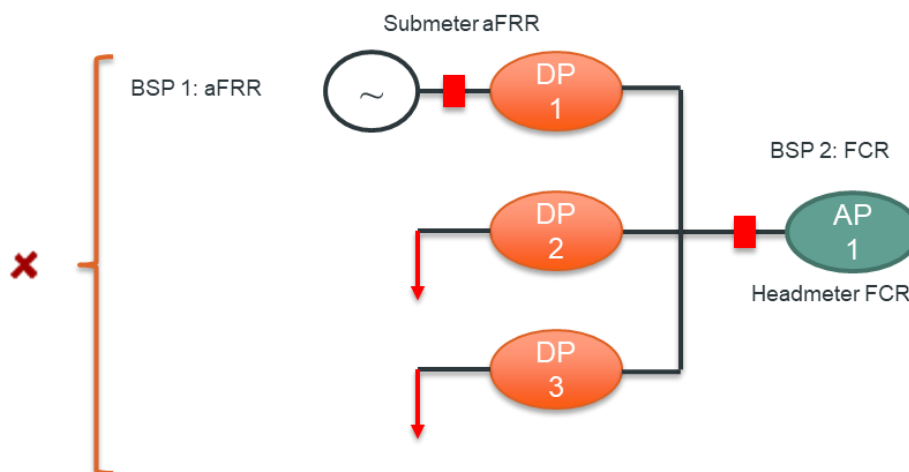 Submeter aFRR
BSP 1: aFRR
~
DP
1
BSP 2: FCR
DP
2
AP
1
Headmeter FCR
DP
3